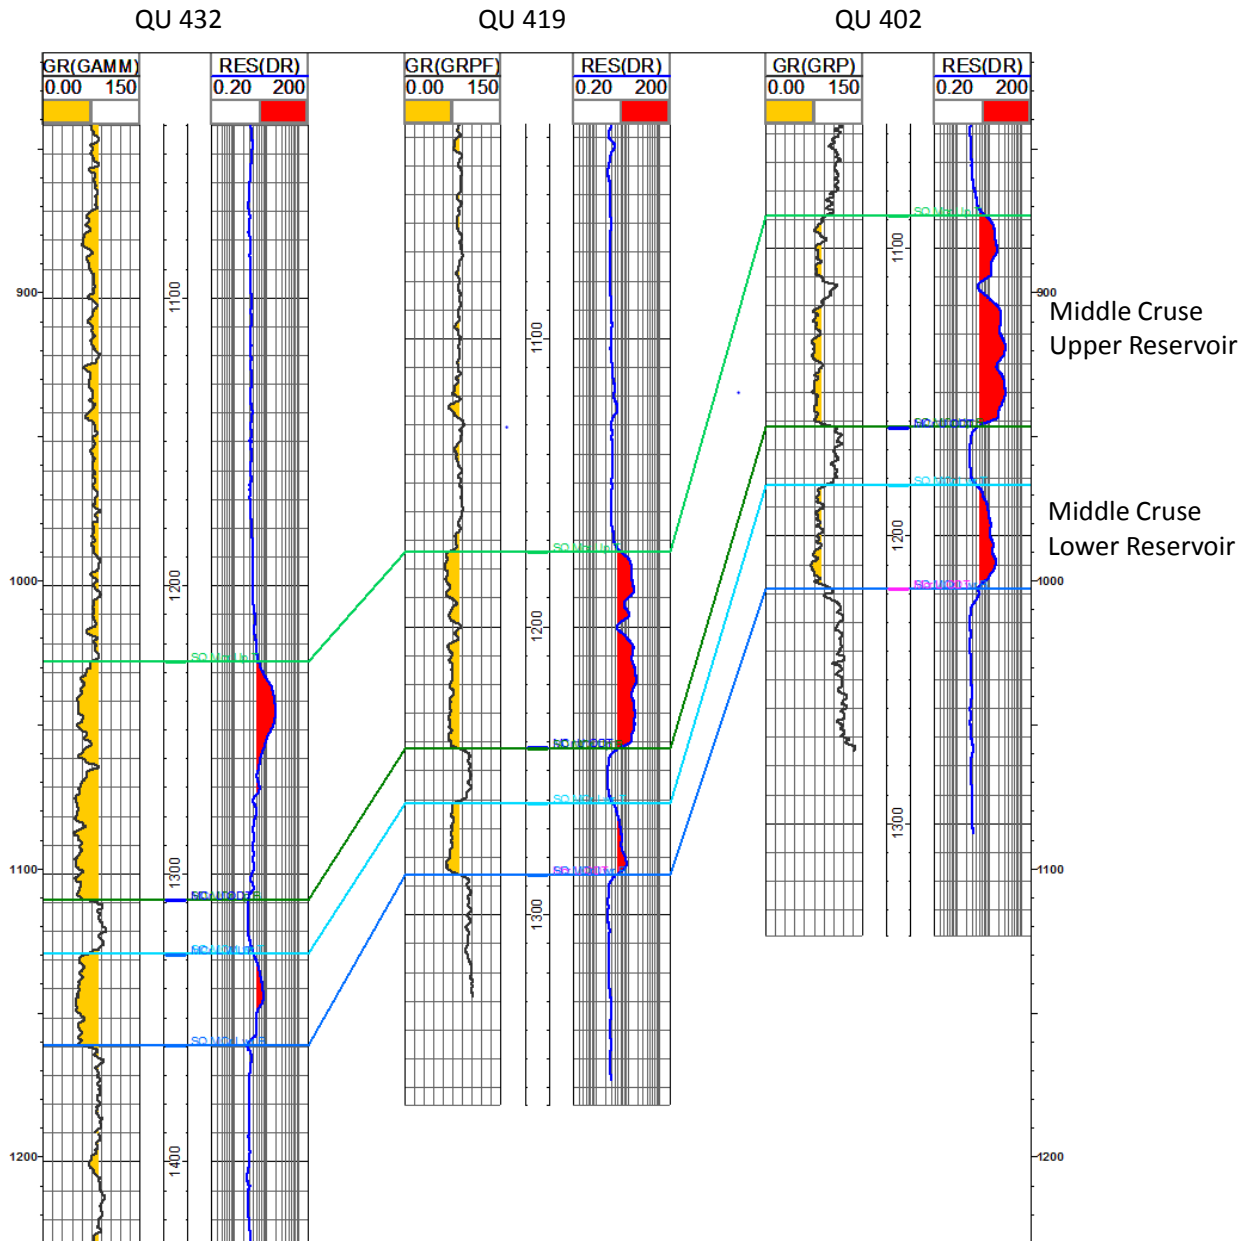 QU 432
QU 419
QU 402
GR(GAMM)
0.00 150
RES(DR)
0.20 200
GR(GRPF)
0.00 150
RES(DR)
0.20 200
GR(GRP)
0.00 150
RES(DR)
0.20 200
900
1000
1100
1200
1100
1200
1300
1400
1100
1200
1300
1100
1200
1300
900
1000
1100
1200
Middle Cruse
Upper Reservoir
Middle Cruse
Lower Reservoir